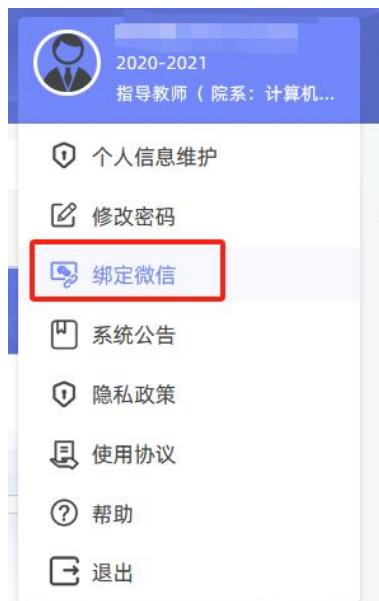 2020-2021
指导教师（院系：计算机...
个人信息维护
修改密码
绑定微信
系统公告
隐私政策
使用协议
帮助
退出